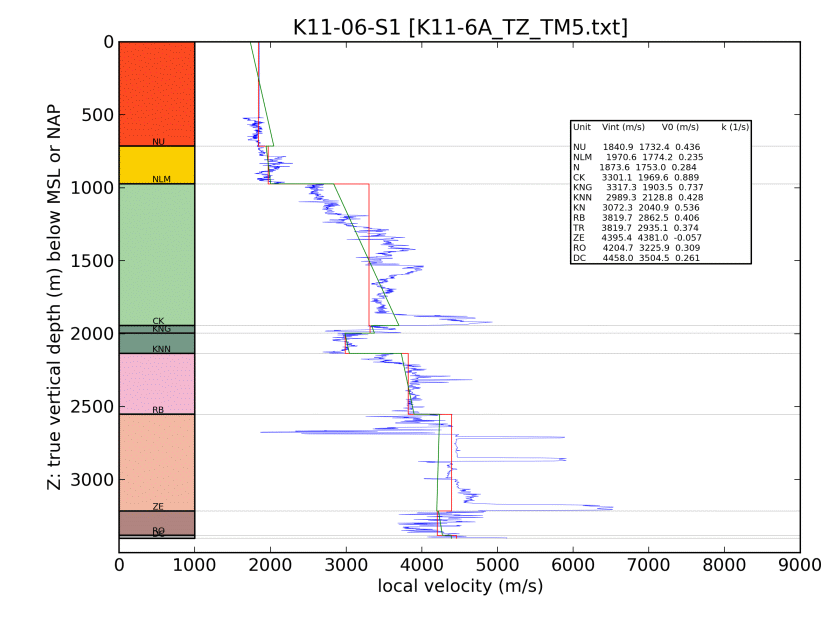 K11-06-S1 [K11-6A_TZ_TM5.txt]
Z: true vertical depth (m) below MSL or NAP
0
500
1000
1500
2000
2500
3000
NU
NLM
CK
KNG
KNN
RB
ZE
RO
DC
Unit Vint (m/s) V0 (m/s) k (1/s)
NU 1840.9 1732.4 0.436
NLM 1970.6 1774.2 0.235
N 1873.6 1753.0 0.284
CK 3301.1 1969.6 0.889
KNG 3317.3 1903.5 0.737
KNN 2989.3 2128.8 0.428
KN 3072.3 2040.9 0.536
RB 3819.7 2862.5 0.406
TR 3819.7 2935.1 0.374
ZE 4395.4 4381.0 -0.057
RO 4204.7 3225.9 0.309
DC 4458.0 3504.5 0.261
0 1000 2000 3000 4000 5000 6000 7000 8000 9000
local velocity (m/s)